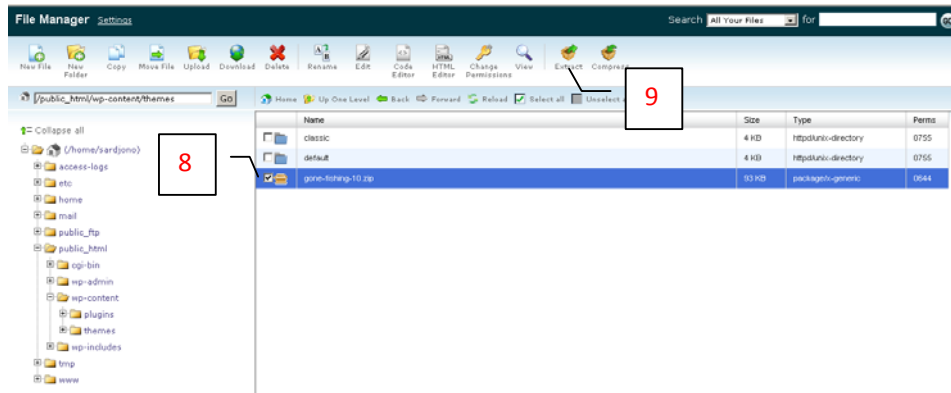 File Manager Settings Search All Your Files for
New File New Folder Copy Move File Upload Download Delete Rename Edit Code Editor HTML Editor Change Permissions View Extract Compress
/public_html/wp-content/themes Go Home Up One Level Back Forward Reload Select all Unselect
9
Name Size Type Perms
Collapse all
classic 4 KB httpd/unix-directory 0755
(/home/sardjono)
default 4 KB httpd/unix-directory 0755
8
access-logs
gone-fishing-10.zip 93 KB package/x-generic 0644
etc
home
mail
public_ftp
public_html
cgi-bin
wp-admin
wp-content
plugins
themes
wp-includes
tmp
www